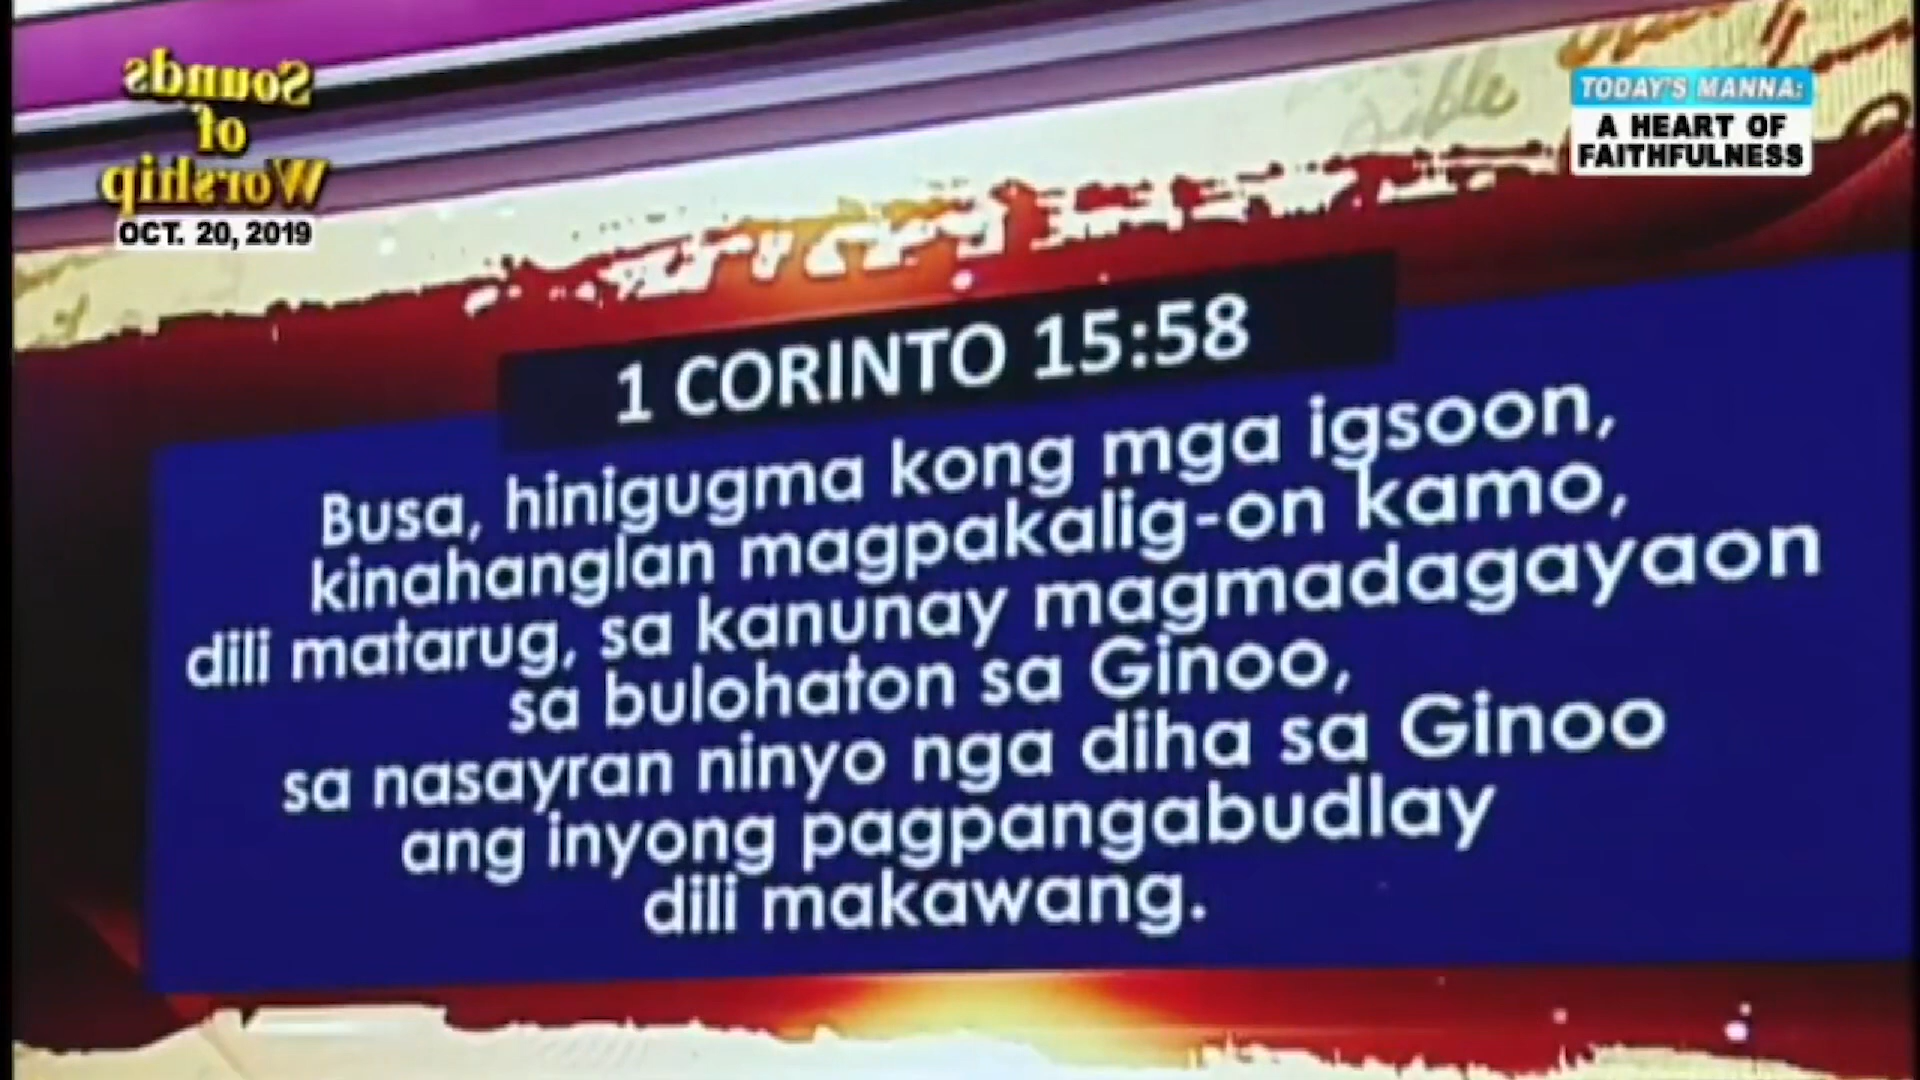 Sounds
of
Worship
OCT. 20, 2019
TODAY'S MANNA:
A HEART OF
FAITHFULNESS
1 CORINTO 15:58
Busa, hinigugma kong mga igsoon,
kinahanglan magpakalig-on kamo,
dili matarug, sa kanunay magmadagayaon
sa bulohaton sa Ginoo,
sa nasayran ninyo nga diha sa Ginoo
ang inyong pagpangabudlay
dili makawang.